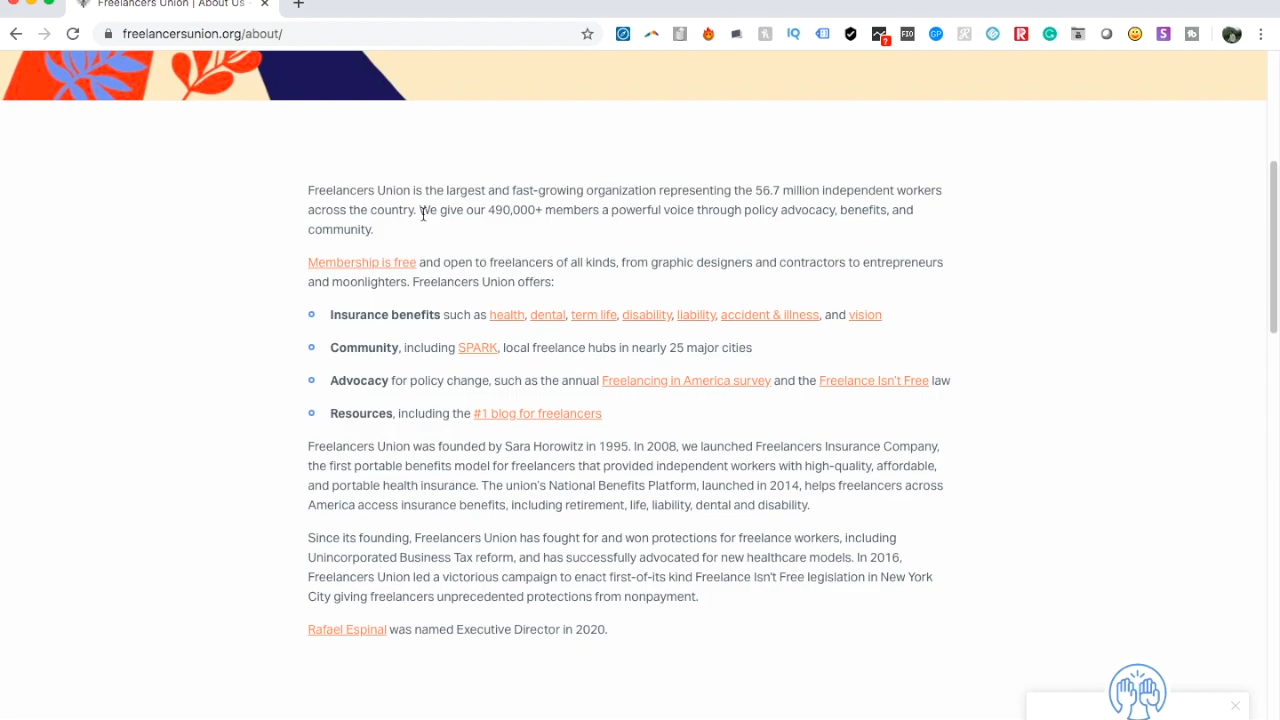 Freelancers Union | About Us
freelancersunion.org/about/
IQ
?
FIO
GP
R
S
Freelancers Union is the largest and fast-growing organization representing the 56.7 million independent workers
across the country. We give our 490,000+ members a powerful voice through policy advocacy, benefits, and
community.
Membership is free and open to freelancers of all kinds, from graphic designers and contractors to entrepreneurs
and moonlighters. Freelancers Union offers:
Insurance benefits such as health, dental, term life, disability, liability, accident & illness, and vision
Community, including SPARK, local freelance hubs in nearly 25 major cities
Advocacy for policy change, such as the annual Freelancing in America survey and the Freelance Isn't Free law
Resources, including the #1 blog for freelancers
Freelancers Union was founded by Sara Horowitz in 1995. In 2008, we launched Freelancers Insurance Company,
the first portable benefits model for freelancers that provided independent workers with high-quality, affordable,
and portable health insurance. The union's National Benefits Platform, launched in 2014, helps freelancers across
America access insurance benefits, including retirement, life, liability, dental and disability.
Since its founding, Freelancers Union has fought for and won protections for freelance workers, including
Unincorporated Business Tax reform, and has successfully advocated for new healthcare models. In 2016,
Freelancers Union led a victorious campaign to enact first-of-its kind Freelance Isn't Free legislation in New York
City giving freelancers unprecedented protections from nonpayment.
Rafael Espinal was named Executive Director in 2020.